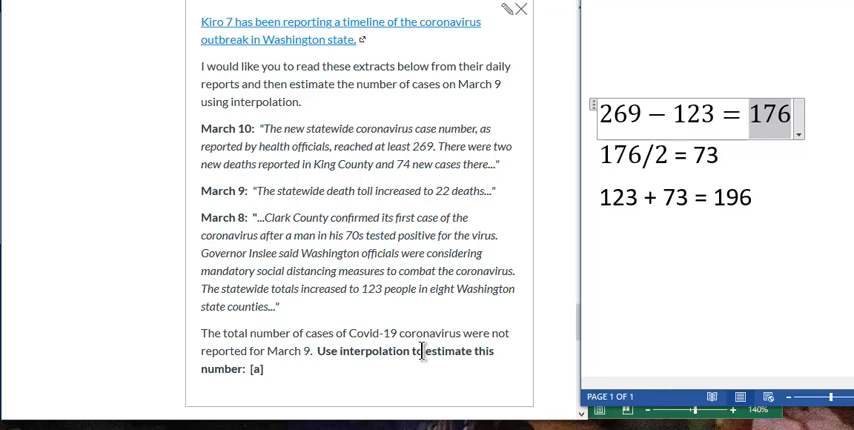 Kiro 7 has been reporting a timeline of the coronavirus
outbreak in Washington state.
I would like you to read these extracts below from their daily
reports and then estimate the number of cases on March 9
using interpolation.
March 10: "The new statewide coronavirus case number, as
reported by health officials, reached at least 269. There were two
new deaths reported in King County and 74 new cases there..."
March 9: "The statewide death toll increased to 22 deaths..."
March 8: "...Clark County confirmed its first case of the
coronavirus after a man in his 70s tested positive for the virus.
Governor Inslee said Washington officials were considering
mandatory social distancing measures to combat the coronavirus.
The statewide totals increased to 123 people in eight Washington
state counties..."
The total number of cases of Covid-19 coronavirus were not
reported for March 9. Use interpolation to estimate this
number: [a]
269 − 123 = 176
176/2 = 73
123 + 73 = 196
PAGE 1 OF 1
140%